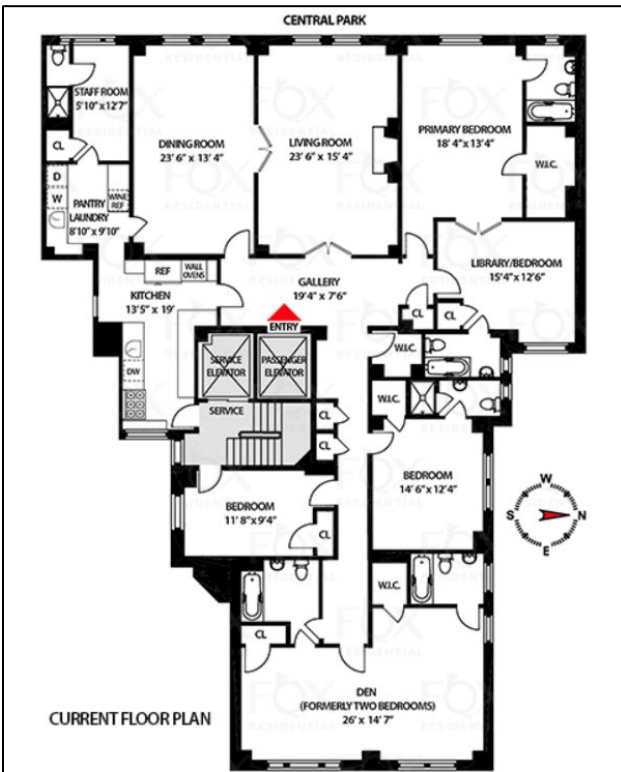 CENTRAL PARK
STAFF ROOM
5'10" x 12'7"
DINING ROOM
23' 6" x 13' 4"
LIVING ROOM
23' 6" x 15' 4"
PRIMARY BEDROOM
18' 4" x 13'4"
CL
W.I.C.
D
W
PANTRY
LAUNDRY
8'10" x 9'10"
WINE
REF
LIBRARY/BEDROOM
15'4" x 12'6"
REF
WALL
OVENS
KITCHEN
13'5" x 19'
GALLERY
19'4" x 7'6"
CL
CL
ENTRY
DW
SERVICE
ELEVATOR
PASSENGER
ELEVATOR
W.I.C.
W.I.C.
SERVICE
CL
CL
BEDROOM
14' 6" x 12'4"
BEDROOM
11' 8" x 9'4"
CL
W
S
N
E
W.I.C.
CL
DEN
(FORMERLY TWO BEDROOMS)
26' x 14' 7"
CURRENT FLOOR PLAN
FOX
RESIDENTIAL